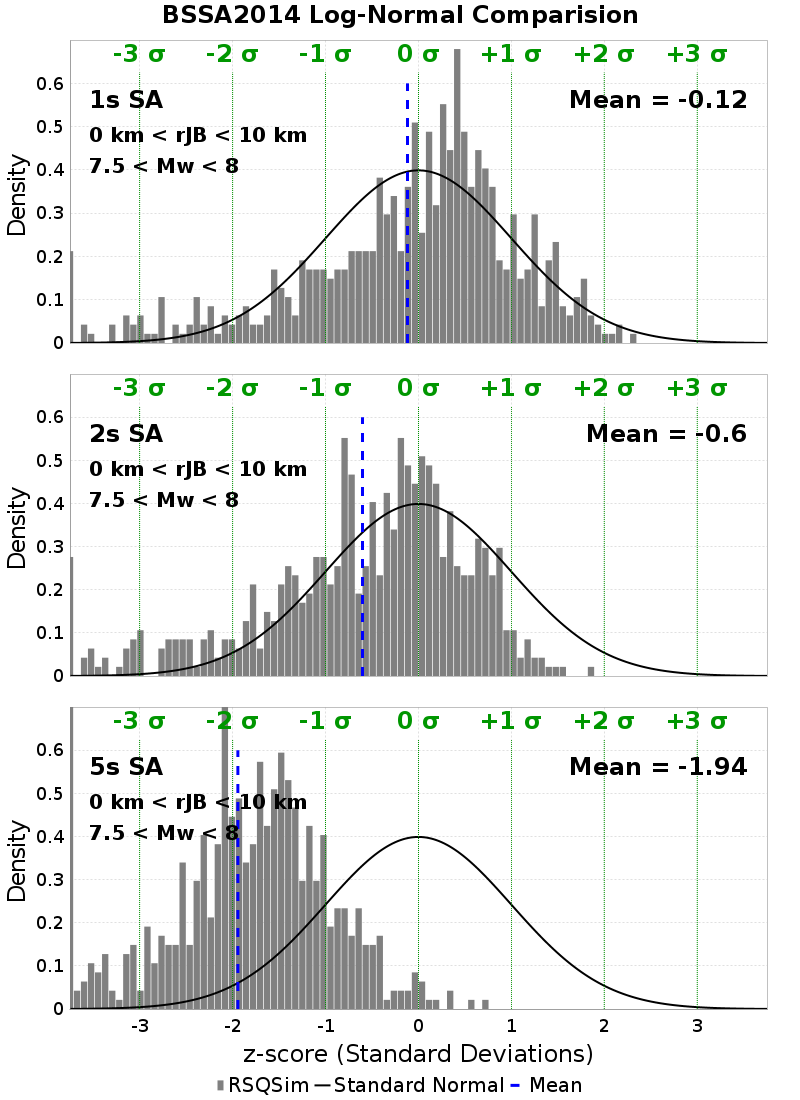 BSSA2014 Log-Normal Comparision
-3 σ -2 σ -1 σ 0 σ +1 σ +2 σ +3 σ
1s SA
Mean = -0.12
0 km < rJB < 10 km
7.5 < Mw < 8
Density
0.6
0.5
0.4
0.3
0.2
0.1
0
-3 σ -2 σ -1 σ 0 σ +1 σ +2 σ +3 σ
2s SA
Mean = -0.6
0 km < rJB < 10 km
7.5 < Mw < 8
Density
0.6
0.5
0.4
0.3
0.2
0.1
0
-3 σ -2 σ -1 σ 0 σ +1 σ +2 σ +3 σ
5s SA
Mean = -1.94
0 km < rJB < 10 km
7.5 < Mw < 8
Density
0.6
0.5
0.4
0.3
0.2
0.1
0
-3 -2 -1 0 1 2 3
z-score (Standard Deviations)
RSQSim Standard Normal Mean